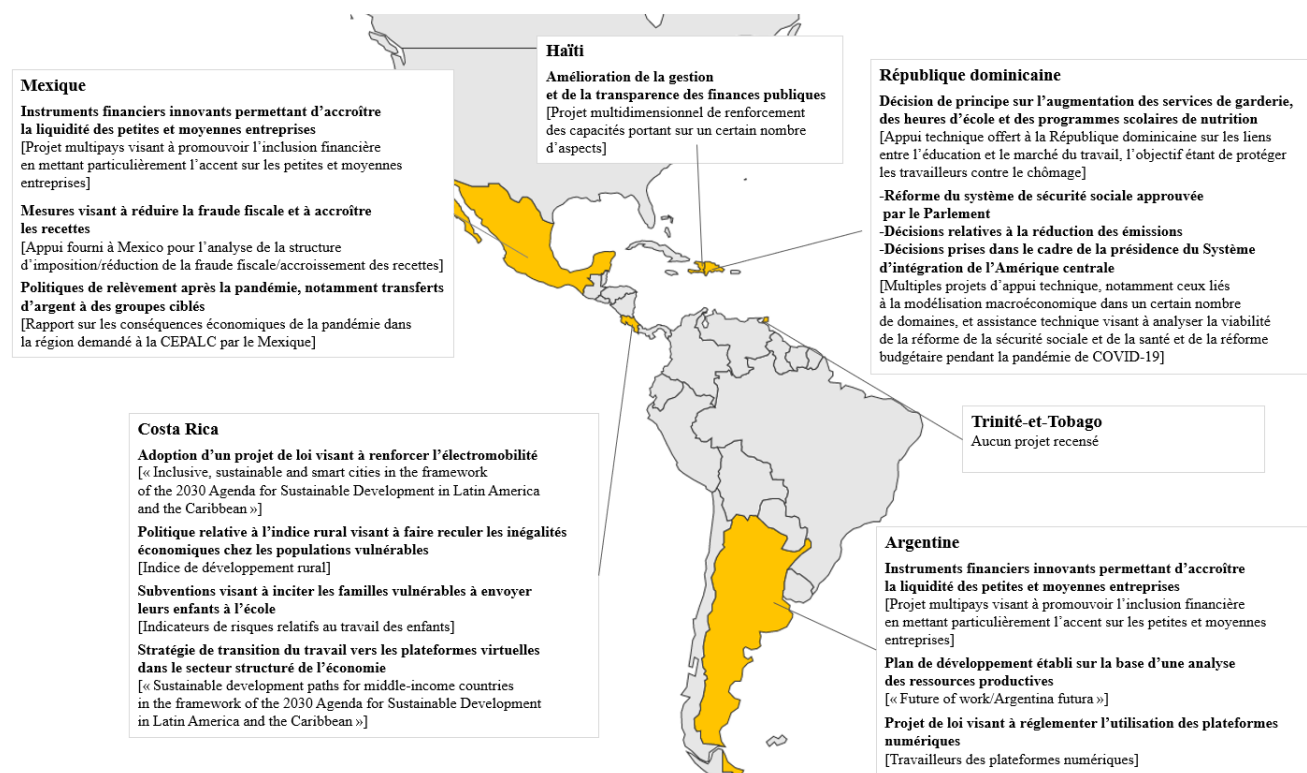 Mexique
Instruments financiers innovants permettant d’accroître
la liquidité des petites et moyennes entreprises
[Projet multipays visant à promouvoir l’inclusion financière
en mettant particulièrement l’accent sur les petites et moyennes
entreprises]
Mesures visant à réduire la fraude fiscale et à accroître
les recettes
[Appui fourni à Mexico pour l’analyse de la structure
d’imposition/réduction de la fraude fiscale/accroissement des recettes]
Politiques de relèvement après la pandémie, notamment transferts
d’argent à des groupes ciblés
[Rapport sur les conséquences économiques de la pandémie dans
la région demandé à la CEPALC par le Mexique]
Haïti
Amélioration de la gestion
et de la transparence des finances publiques
[Projet multidimensionnel de renforcement
des capacités portant sur un certain nombre
d’aspects]
République dominicaine
Décision de principe sur l’augmentation des services de garderie,
des heures d’école et des programmes scolaires de nutrition
[Appui technique offert à la République dominicaine sur les liens
entre l’éducation et le marché du travail, l’objectif étant de protéger
les travailleurs contre le chômage]
-Réforme du système de sécurité sociale approuvée
par le Parlement
-Décisions relatives à la réduction des émissions
-Décisions prises dans le cadre de la présidence du Système
d’intégration de l’Amérique centrale
[Multiples projets d’appui technique, notamment ceux liés
à la modélisation macroéconomique dans un certain nombre
de domaines, et assistance technique visant à analyser la viabilité
de la réforme de la sécurité sociale et de la santé et de la réforme
budgétaire pendant la pandémie de COVID-19]
Costa Rica
Adoption d’un projet de loi visant à renforcer l’électromobilité
[« Inclusive, sustainable and smart cities in the framework
of the 2030 Agenda for Sustainable Development in Latin America
and the Caribbean »]
Politique relative à l’indice rural visant à faire reculer les inégalités
économiques chez les populations vulnérables
[Indice de développement rural]
Subventions visant à inciter les familles vulnérables à envoyer
leurs enfants à l’école
[Indicateurs de risques relatifs au travail des enfants]
Stratégie de transition du travail vers les plateformes virtuelles
dans le secteur structuré de l’économie
[« Sustainable development paths for middle-income countries
in the framework of the 2030 Agenda for Sustainable Development
in Latin America and the Caribbean »]
Trinité-et-Tobago
Aucun projet recensé
Argentine
Instruments financiers innovants permettant d’accroître
la liquidité des petites et moyennes entreprises
[Projet multipays visant à promouvoir l’inclusion financière
en mettant particulièrement l’accent sur les petites et moyennes
entreprises]
Plan de développement établi sur la base d’une analyse
des ressources productives
[« Future of work/Argentina futura »]
Projet de loi visant à réglementer l’utilisation des plateformes
numériques
[Travailleurs des plateformes numériques]